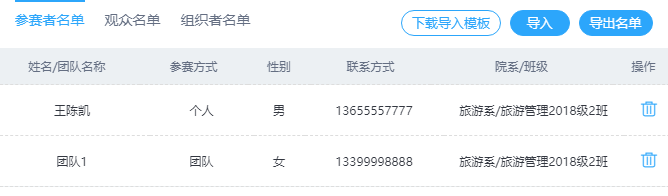 参赛者名单 观众名单 组织者名单 下载导入模板 导入 导出名单
姓名/团队名称 参赛方式 性别 联系方式 院系/班级 操作
王陈凯 个人 男 13655557777 旅游系/旅游管理2018级2班
团队1 团队 女 13399998888 旅游系/旅游管理2018级2班